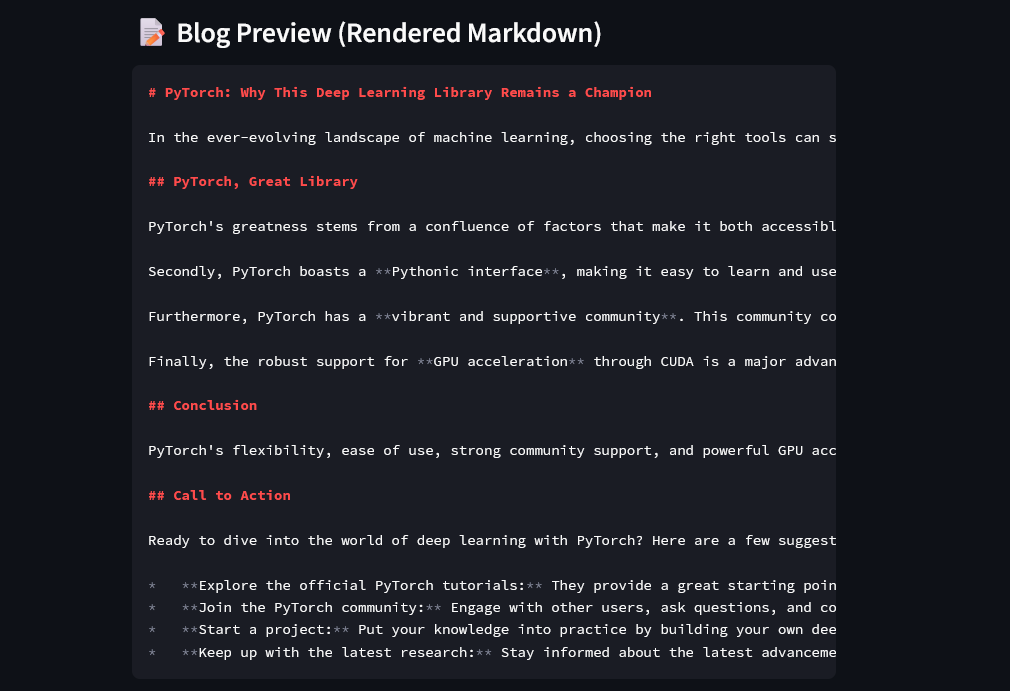 📝 Blog Preview (Rendered Markdown)
# PyTorch: Why This Deep Learning Library Remains a Champion
In the ever-evolving landscape of machine learning, choosing the right tools can s
## PyTorch, Great Library
PyTorch's greatness stems from a confluence of factors that make it both accessibl
Secondly, PyTorch boasts a **Pythonic interface**, making it easy to learn and use
Furthermore, PyTorch has a **vibrant and supportive community**. This community co
Finally, the robust support for **GPU acceleration** through CUDA is a major advan
## Conclusion
PyTorch's flexibility, ease of use, strong community support, and powerful GPU acc
## Call to Action
Ready to dive into the world of deep learning with PyTorch? Here are a few suggest
*   **Explore the official PyTorch tutorials:** They provide a great starting poin
*   **Join the PyTorch community:** Engage with other users, ask questions, and co
*   **Start a project:** Put your knowledge into practice by building your own dee
*   **Keep up with the latest research:** Stay informed about the latest advanceme